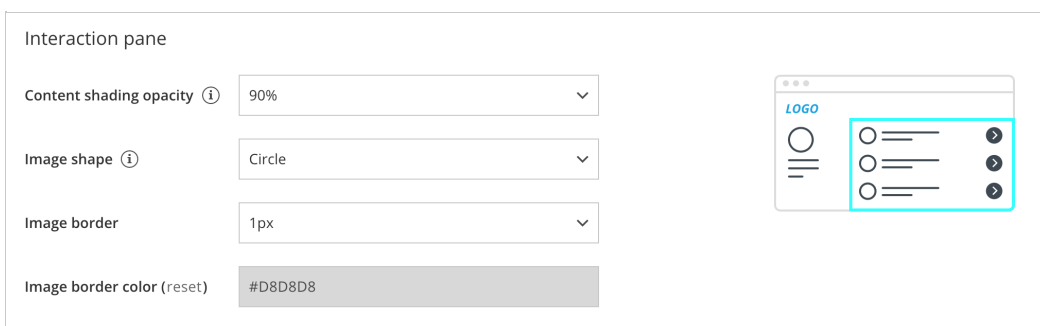 Interaction pane
Content shading opacity i 90%
LOGO
Image shape i Circle
Image border 1px
Image border color (reset) #D8D8D8